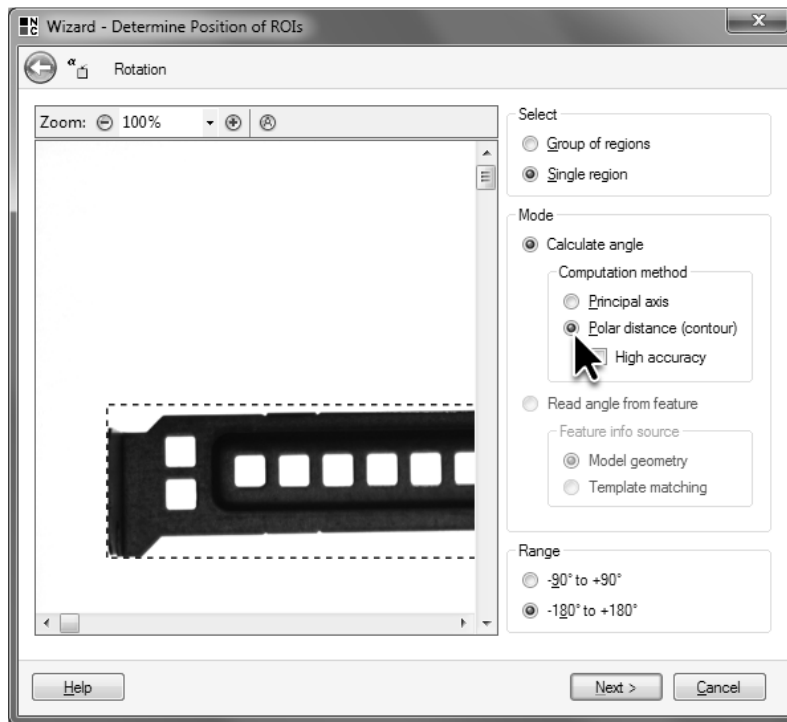 Wizard - Determine Position of ROIs
Rotation
Zoom: 100%
Select
Group of regions
Single region
Mode
Calculate angle
Computation method
Principal axis
Polar distance (contour)
High accuracy
Read angle from feature
Feature info source
Model geometry
Template matching
Range
-90° to +90°
-180° to +180°
Help
Next >
Cancel